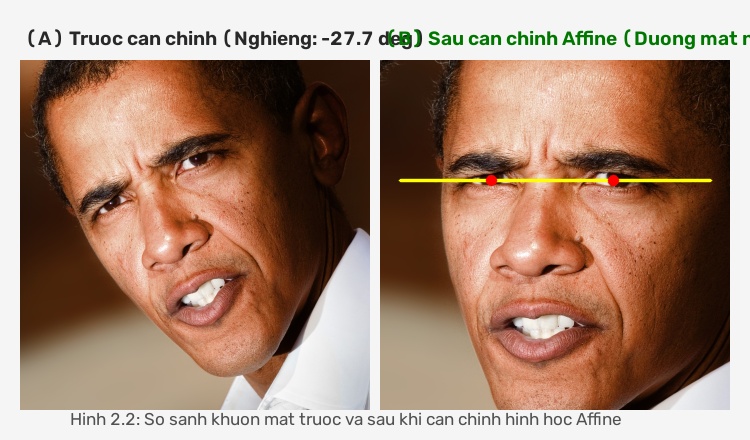 (A) Truoc can chinh (Nghieng: -27.7 deg)
(B) Sau can chinh Affine (Duong mat n
Hinh 2.2: So sanh khuon mat truoc va sau khi can chinh hinh hoc Affine